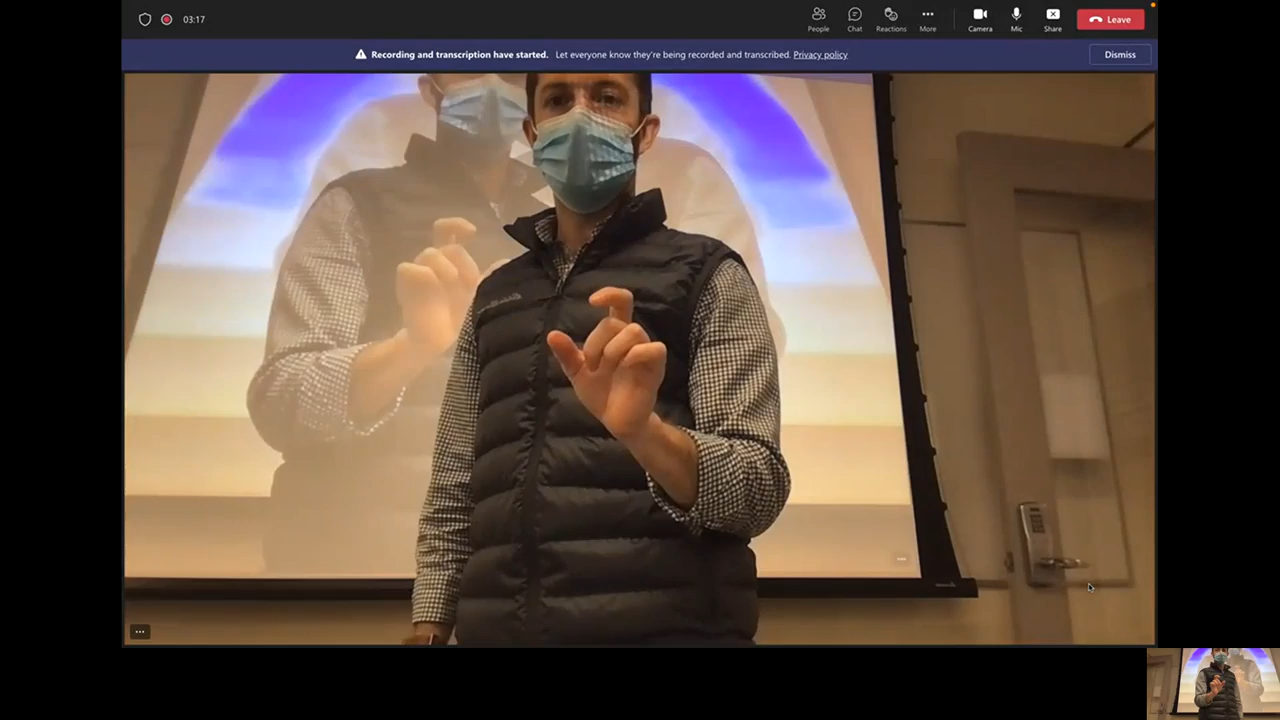 03:17
People
Chat
Reactions
More
Camera
Mic
Share
Leave
Recording and transcription have started. Let everyone know they're being recorded and transcribed. Privacy policy
Dismiss